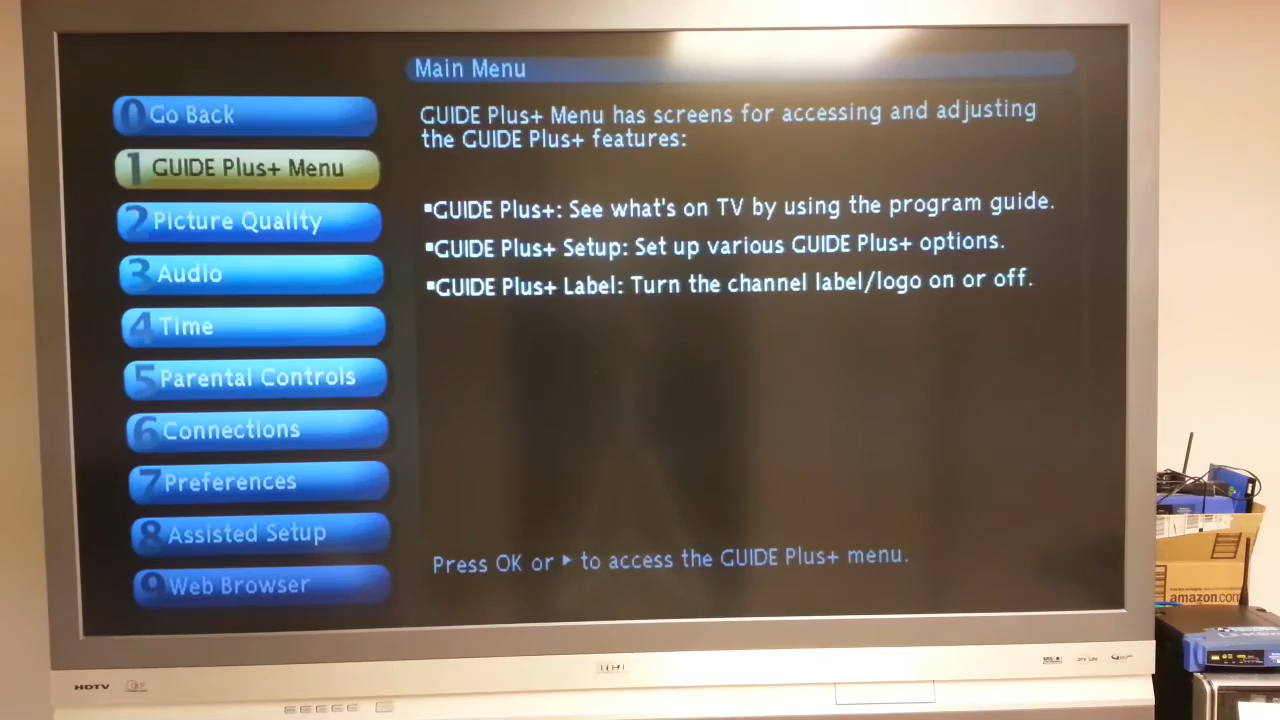 Main Menu
0 Go Back
1 GUIDE Plus+ Menu
2 Picture Quality
3 Audio
4 Time
5 Parental Controls
6 Connections
7 Preferences
8 Assisted Setup
9 Web Browser
GUIDE Plus+ Menu has screens for accessing and adjusting
the GUIDE Plus+ features:
▪GUIDE Plus+: See what's on TV by using the program guide.
▪GUIDE Plus+ Setup: Set up various GUIDE Plus+ options.
▪GUIDE Plus+ Label: Turn the channel label/logo on or off.
Press OK or ▸ to access the GUIDE Plus+ menu.
HDTV
RCA
amazon.com